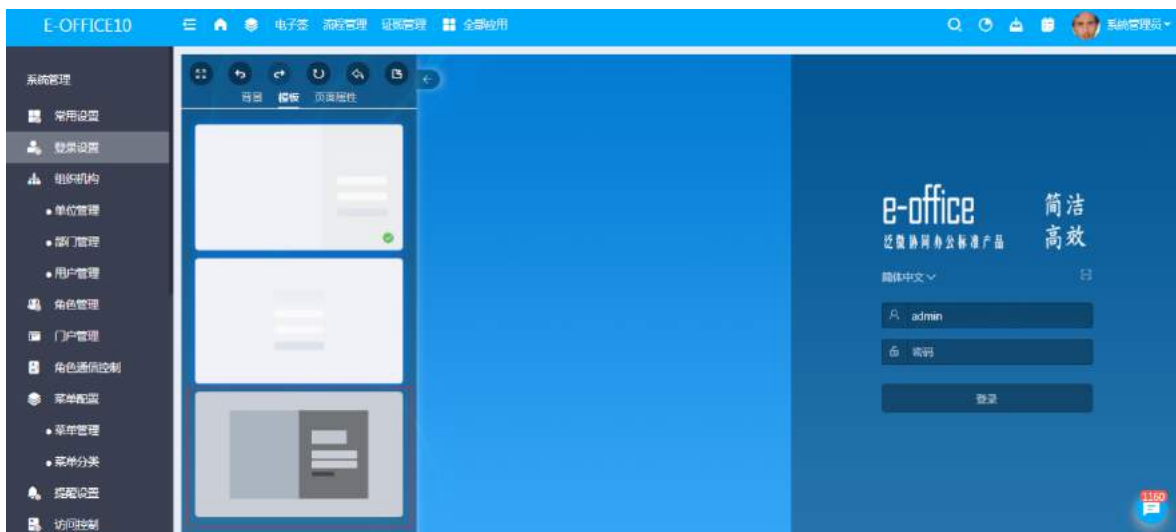 E-OFFICE10
电子签 流程管理 证照管理 全部应用
系统管理员
系统管理
常用设置
登录设置
组织机构
单位管理
部门管理
用户管理
角色管理
门户管理
角色通信控制
菜单配置
菜单管理
菜单分类
提醒设置
访问控制
背景 模板 页面属性
e-office
泛微协同办公标准产品
简洁
高效
简体中文
admin
密码
登录
1160